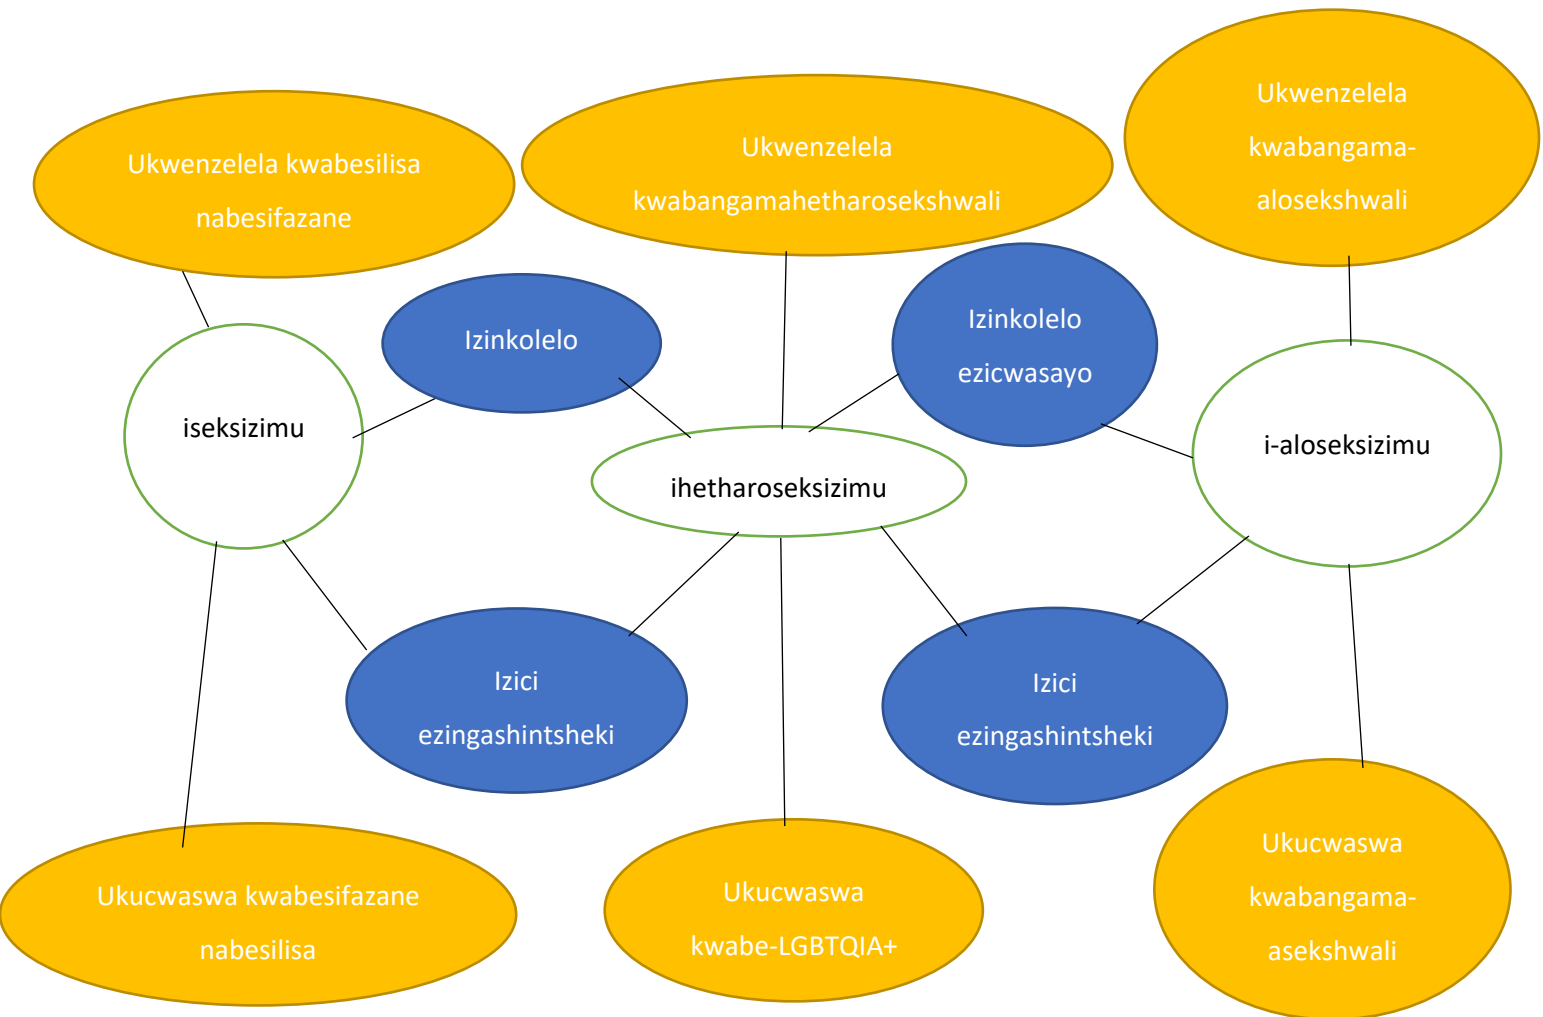 Ukwenzelela kwabesilisa
nabesifazane
Ukwenzelela
kwabangamahetharosekshwali
Ukwenzelela
kwabangama-
alosekshwali
Izinkolelo
Izinkolelo
ezicwasayo
iseksizimu
ihetharoseksizimu
i-aloseksizimu
Izici
ezingashintsheki
Izici
ezingashintsheki
Ukucwaswa kwabesifazane
nabesilisa
Ukucwaswa
kwabe-LGBTQIA+
Ukucwaswa
kwabangama-
asekshwali